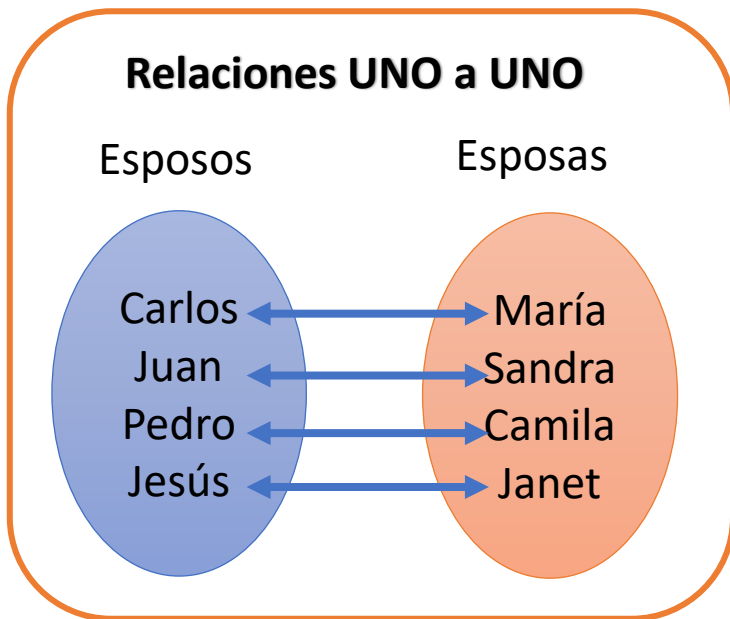 Relaciones UNO a UNO
Esposos
Esposas
Carlos
María
Juan
Sandra
Pedro
Camila
Jesús
Janet